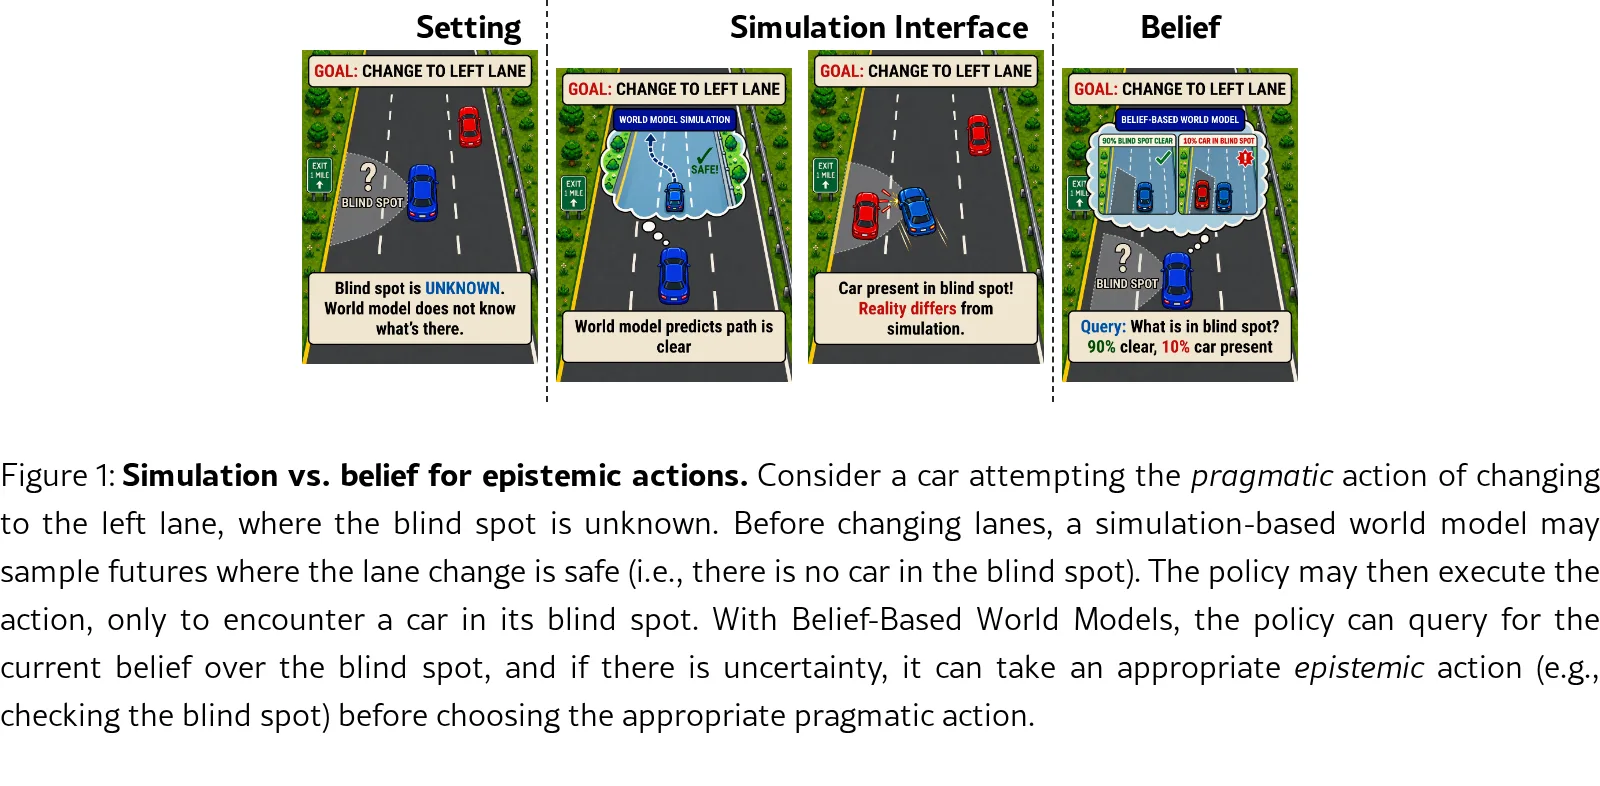 Setting
Simulation Interface
Belief
GOAL: CHANGE TO LEFT LANE
EXIT
1 MILE
?
BLIND SPOT
Blind spot is UNKNOWN.
World model does not know
what's there.
GOAL: CHANGE TO LEFT LANE
WORLD MODEL SIMULATION
SAFE!
EXIT
1 MILE
World model predicts path is
clear
GOAL: CHANGE TO LEFT LANE
EXIT
1 MILE
Car present in blind spot!
Reality differs from
simulation.
GOAL: CHANGE TO LEFT LANE
BELIEF-BASED WORLD MODEL
90% BLIND SPOT CLEAR
10% CAR IN BLIND SPOT
!
EXIT
1 MILE
?
BLIND SPOT
Query: What is in blind spot?
90% clear, 10% car present
Figure 1: Simulation vs. belief for epistemic actions. Consider a car attempting the pragmatic action of changing
to the left lane, where the blind spot is unknown. Before changing lanes, a simulation-based world model may
sample futures where the lane change is safe (i.e., there is no car in the blind spot). The policy may then execute the
action, only to encounter a car in its blind spot. With Belief-Based World Models, the policy can query for the
current belief over the blind spot, and if there is uncertainty, it can take an appropriate epistemic action (e.g.,
checking the blind spot) before choosing the appropriate pragmatic action.